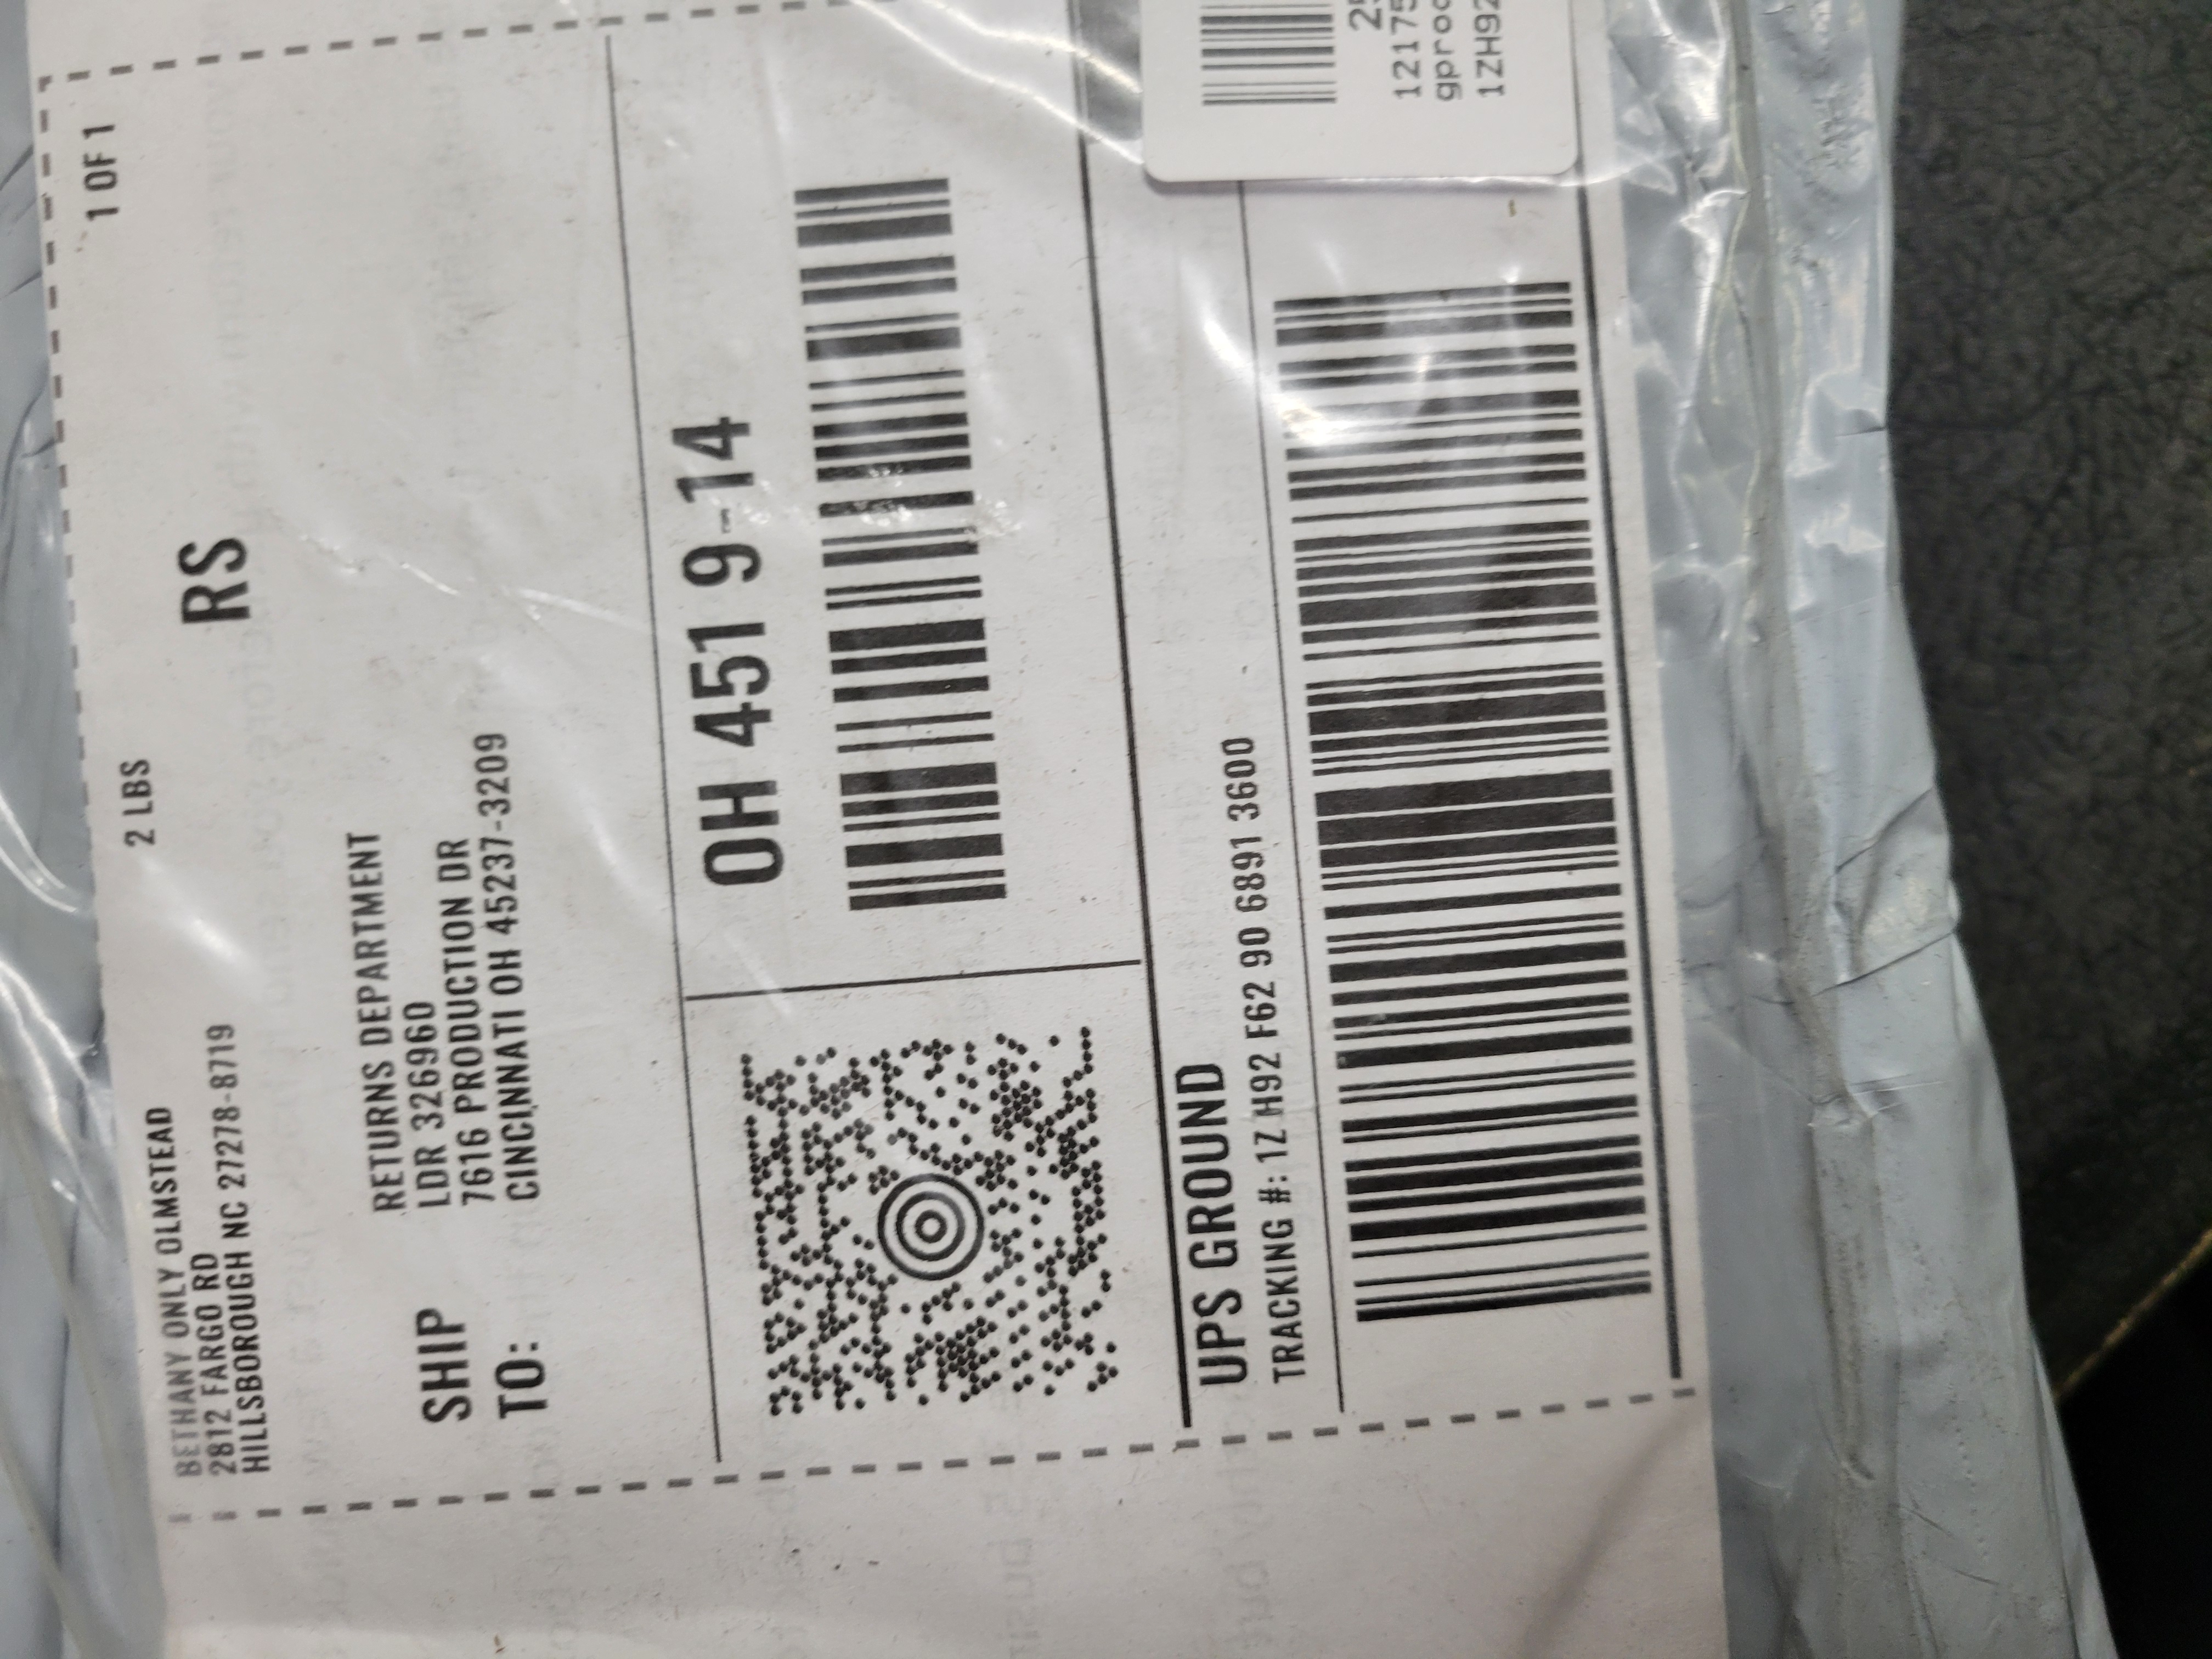 BETHANY ONLY OLMSTEAD
2812 FARGO RD
HILLSBOROUGH NC 27278-8719
2 LBS
1 OF 1
RS
SHIP
TO:
RETURNS DEPARTMENT
LDR 326960
7616 PRODUCTION DR
CINCINNATI OH 45237-3209
OH 451 9-14
UPS GROUND
TRACKING #: 1Z H92 F62 90 6891 3600